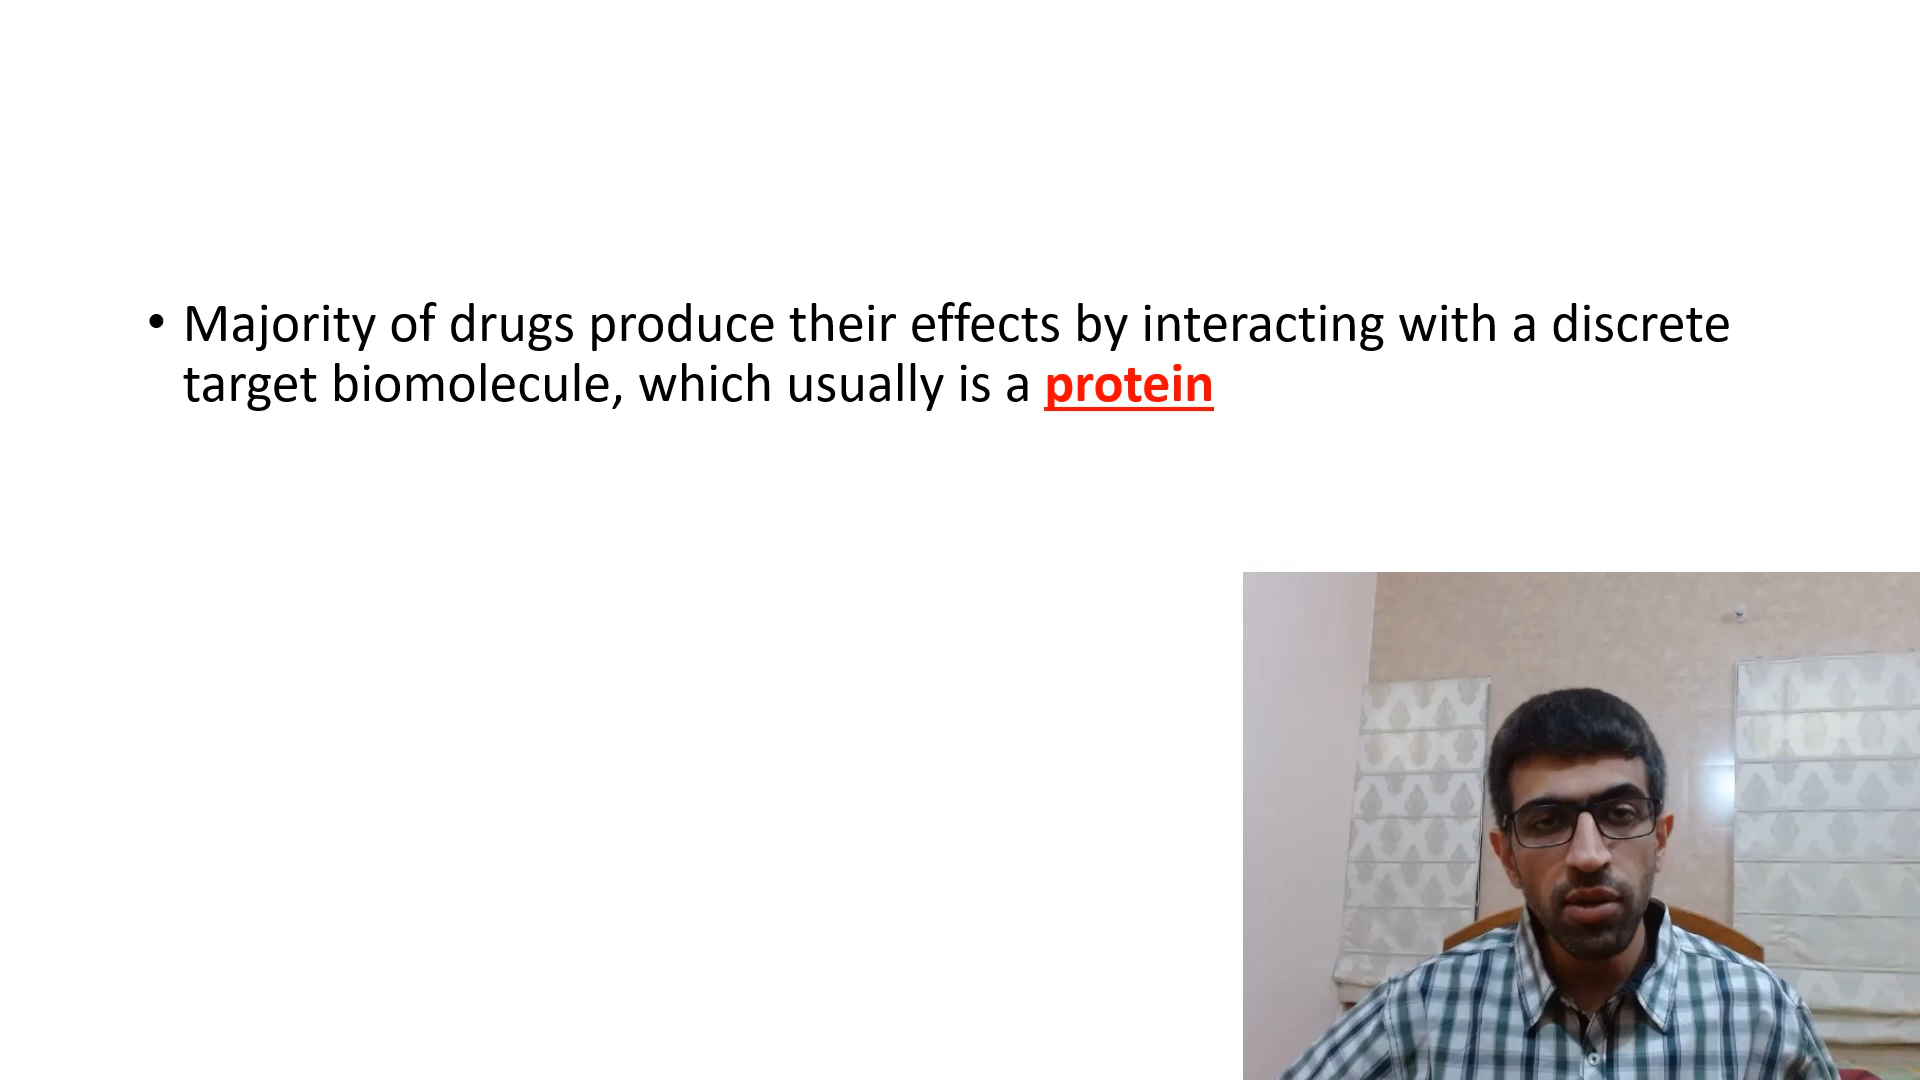 • Majority of drugs produce their effects by interacting with a discrete
target biomolecule, which usually is a protein